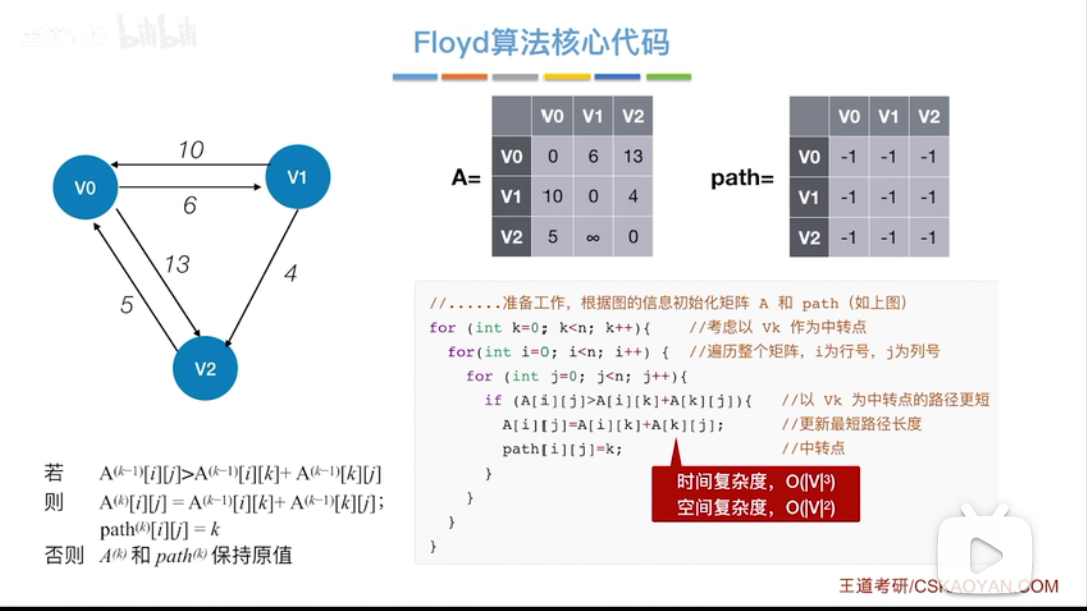 bilibili
Floyd算法核心代码
10
6
13
5
4
V0
V1
V2
A=
V0 V1 V2
V0 0 6 13
V1 10 0 4
V2 5 ∞ 0
path=
V0 V1 V2
V0 -1 -1 -1
V1 -1 -1 -1
V2 -1 -1 -1
//......准备工作，根据图的信息初始化矩阵 A 和 path（如上图）
for (int k=0; k<n; k++){ //考虑以 Vk 作为中转点
for(int i=0; i<n; i++) { //遍历整个矩阵，i为行号，j为列号
for (int j=0; j<n; j++){
if (A[i][j]>A[i][k]+A[k][j]){ //以 Vk 为中转点的路径更短
A[i][j]=A[i][k]+A[k][j]; //更新最短路径长度
path[i][j]=k; //中转点
}
}
}
}
时间复杂度，O(|V|³)
空间复杂度，O(|V|²)
若 A⁽ᵏ⁻¹⁾[i][j]>A⁽ᵏ⁻¹⁾[i][k]+ A⁽ᵏ⁻¹⁾[k][j]
则 A⁽ᵏ⁾[i][j] = A⁽ᵏ⁻¹⁾[i][k]+ A⁽ᵏ⁻¹⁾[k][j];
path⁽ᵏ⁾[i][j] = k
否则 A⁽ᵏ⁾ 和 path⁽ᵏ⁾ 保持原值
王道考研/CSKAOYAN.COM